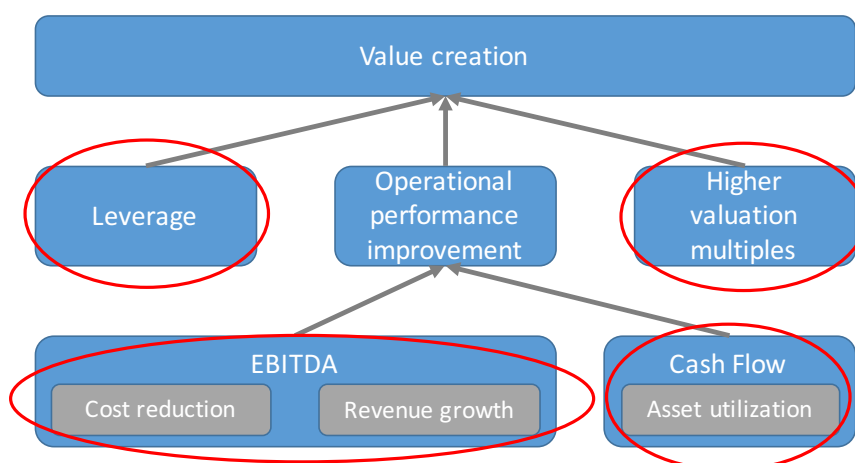 Value creation
Leverage
Operational
performance
improvement
Higher
valuation
multiples
EBITDA
Cost reduction
Revenue growth
Cash Flow
Asset utilization